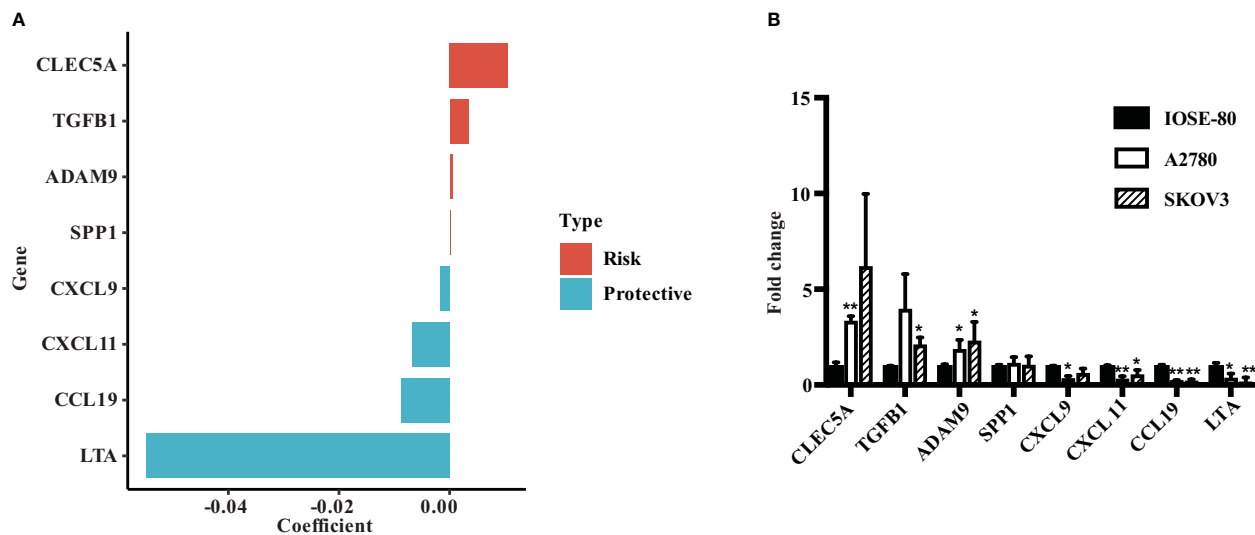 A
CLEC5A
TGFB1
ADAM9
SPP1
CXCL9
CXCL11
CCL19
LTA
Gene
-0.04 -0.02 0.00
Coefficient
Type
Risk
Protective
B
15
10
5
0
Fold change
IOSE-80
A2780
SKOV3
** * * * * ** * ** ** * **
CLEC5A TGFB1 ADAM9 SPP1 CXCL9 CXCL 11 CCL19 LTA